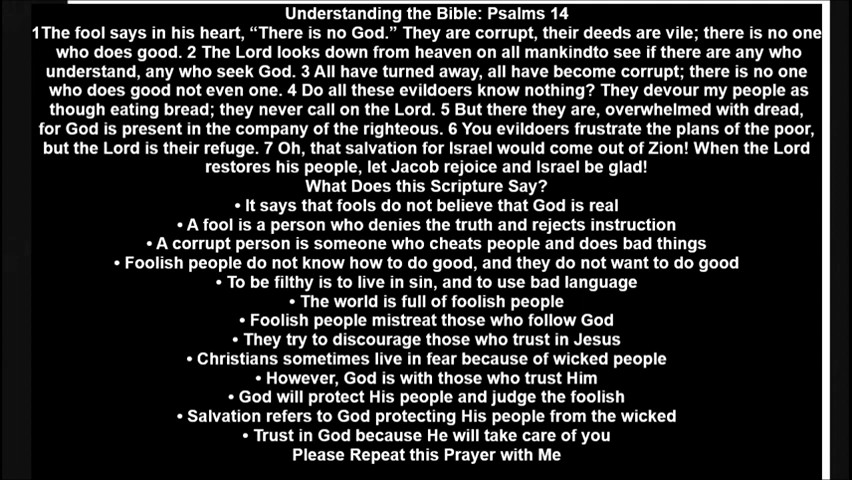 Understanding the Bible: Psalms 14
1The fool says in his heart, “There is no God.” They are corrupt, their deeds are vile; there is no one
who does good. 2 The Lord looks down from heaven on all mankindto see if there are any who
understand, any who seek God. 3 All have turned away, all have become corrupt; there is no one
who does good not even one. 4 Do all these evildoers know nothing? They devour my people as
though eating bread; they never call on the Lord. 5 But there they are, overwhelmed with dread,
for God is present in the company of the righteous. 6 You evildoers frustrate the plans of the poor,
but the Lord is their refuge. 7 Oh, that salvation for Israel would come out of Zion! When the Lord
restores his people, let Jacob rejoice and Israel be glad!
What Does this Scripture Say?
• It says that fools do not believe that God is real
• A fool is a person who denies the truth and rejects instruction
• A corrupt person is someone who cheats people and does bad things
• Foolish people do not know how to do good, and they do not want to do good
• To be filthy is to live in sin, and to use bad language
• The world is full of foolish people
• Foolish people mistreat those who follow God
• They try to discourage those who trust in Jesus
• Christians sometimes live in fear because of wicked people
• However, God is with those who trust Him
• God will protect His people and judge the foolish
• Salvation refers to God protecting His people from the wicked
• Trust in God because He will take care of you
Please Repeat this Prayer with Me